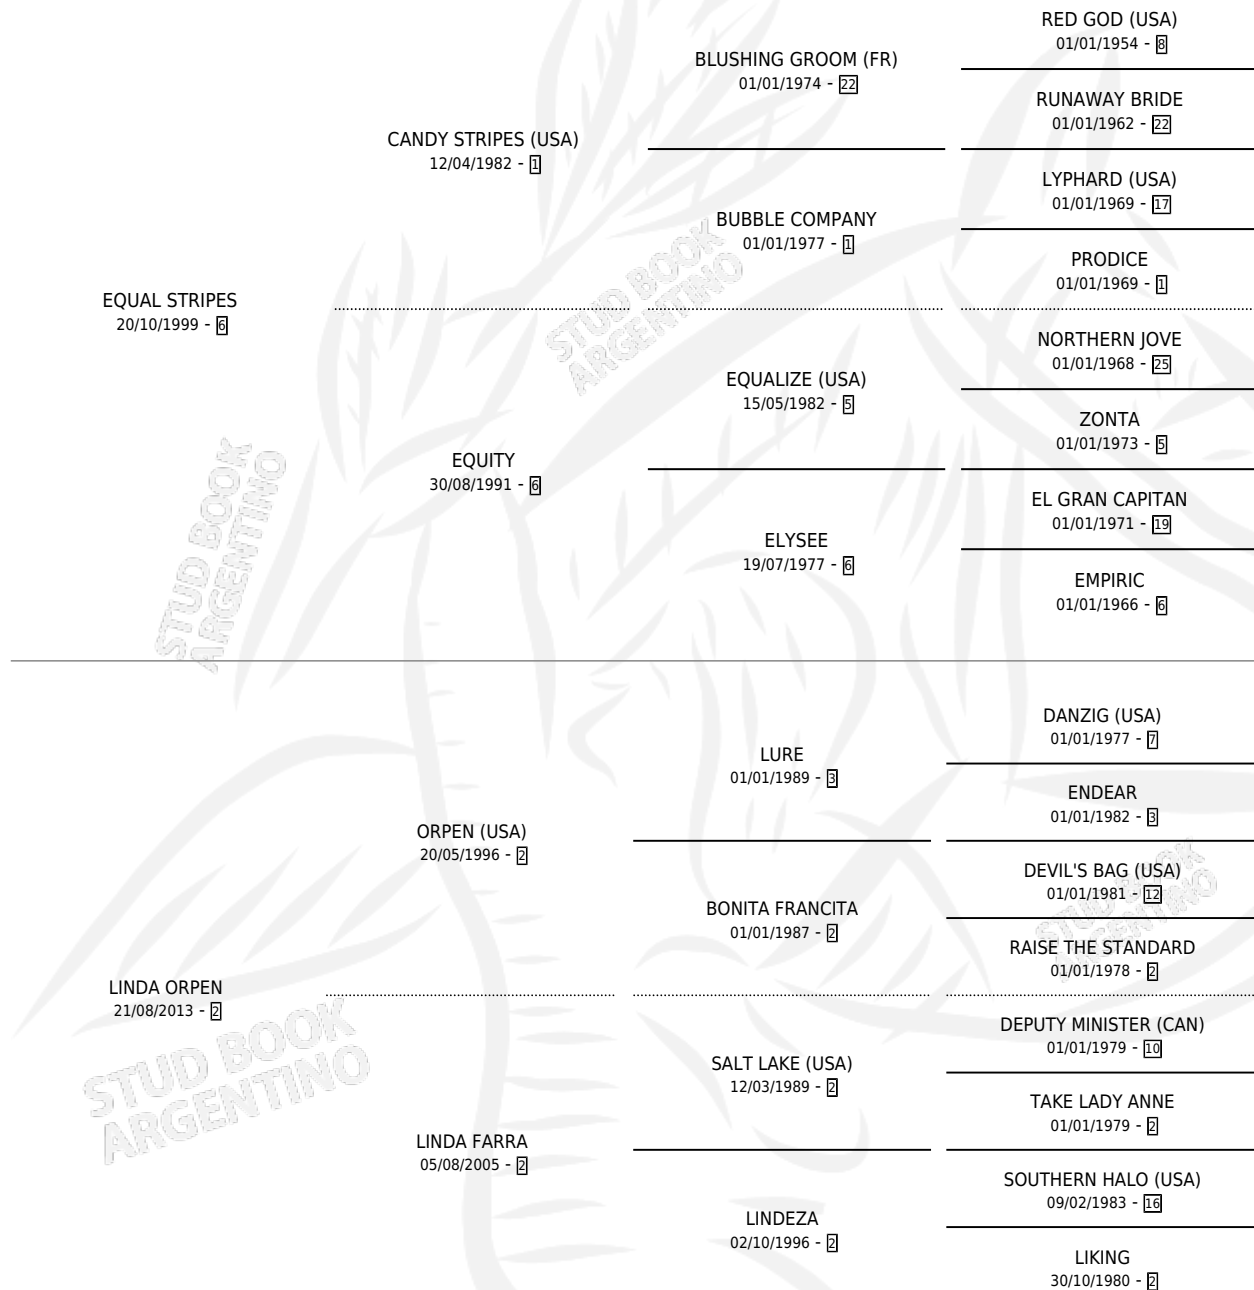 RED GOD (USA)
01/01/1954 - 8
BLUSHING GROOM (FR)
01/01/1974 - 22
RUNAWAY BRIDE
01/01/1962 - 22
CANDY STRIPES (USA)
12/04/1982 - 1
LYPHARD (USA)
01/01/1969 - 17
BUBBLE COMPANY
01/01/1977 - 1
PRODICE
01/01/1969 - 1
EQUAL STRIPES
20/10/1999 - 6
STUD BOOK
ARGENTINO
NORTHERN JOVE
01/01/1968 - 25
EQUALIZE (USA)
15/05/1982 - 5
ZONTA
01/01/1973 - 5
EQUITY
30/08/1991 - 6
EL GRAN CAPITAN
01/01/1971 - 19
ELYSEE
19/07/1977 - 6
EMPIRIC
01/01/1966 - 6
STUD BOOK
ARGENTINO
DANZIG (USA)
01/01/1977 - 7
LURE
01/01/1989 - 3
ENDEAR
01/01/1982 - 3
ORPEN (USA)
20/05/1996 - 2
DEVIL'S BAG (USA)
01/01/1981 - 12
STUD BOOK
ARGENTINO
BONITA FRANCITA
01/01/1987 - 2
RAISE THE STANDARD
01/01/1978 - 2
LINDA ORPEN
21/08/2013 - 2
STUD BOOK
ARGENTINO
DEPUTY MINISTER (CAN)
01/01/1979 - 10
SALT LAKE (USA)
12/03/1989 - 2
TAKE LADY ANNE
01/01/1979 - 2
LINDA FARRA
05/08/2005 - 2
SOUTHERN HALO (USA)
09/02/1983 - 16
LINDEZA
02/10/1996 - 2
LIKING
30/10/1980 - 2